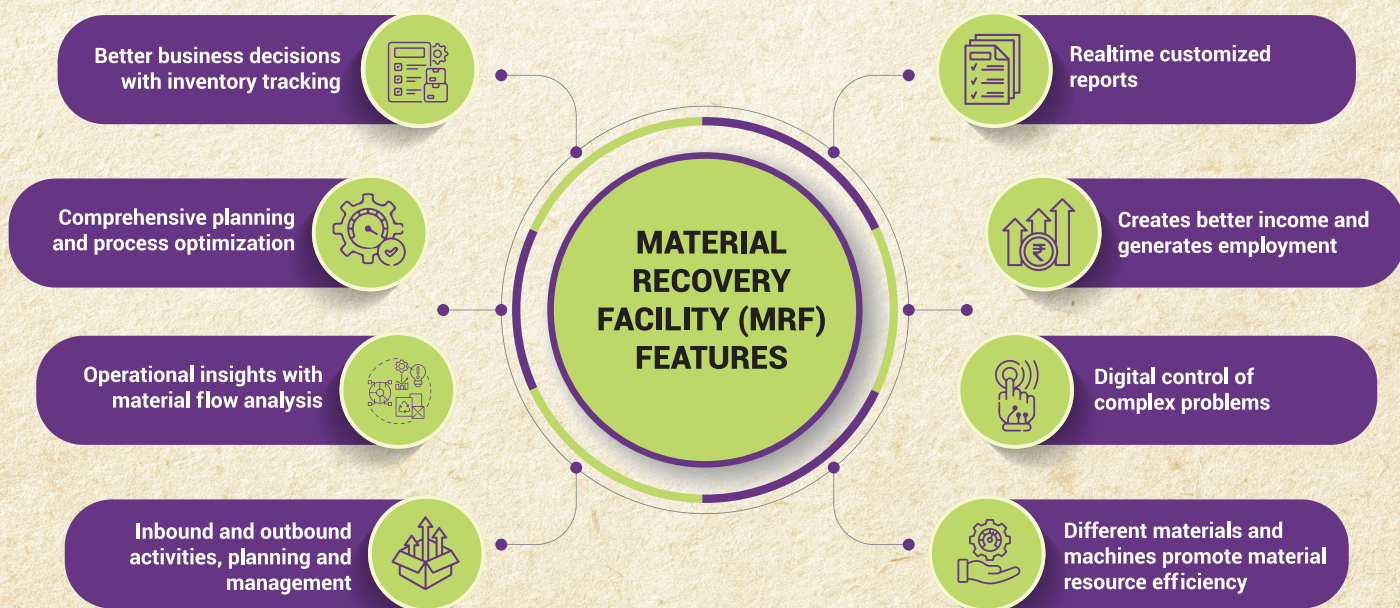 Better business decisions
with inventory tracking
Realtime customized
reports
Comprehensive planning
and process optimization
Creates better income and
generates employment
MATERIAL
RECOVERY
FACILITY (MRF)
FEATURES
Operational insights with
material flow analysis
Digital control of
complex problems
Inbound and outbound
activities, planning and
management
Different materials and
machines promote material
resource efficiency
₹